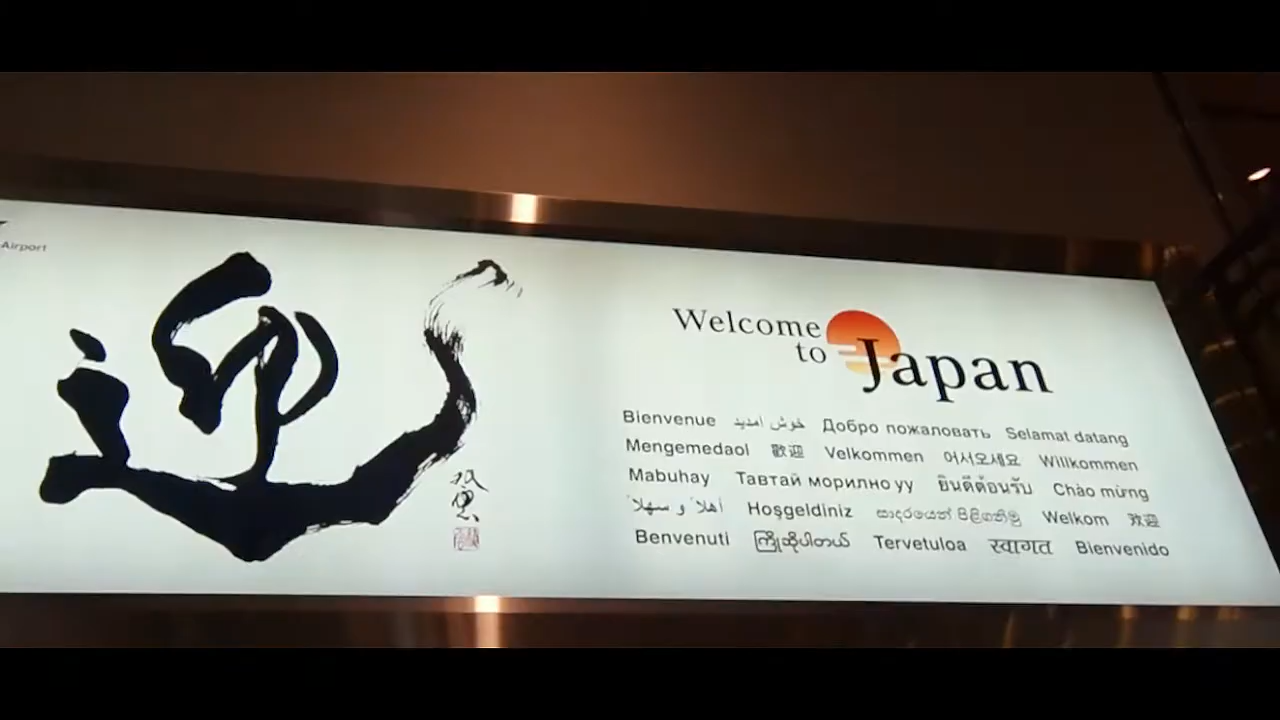 Airport
迎
Welcome
to Japan
Bienvenue خوش آمدید Добро пожаловать Selamat datang
Mengemedaol 歡迎 Velkommen 어서오세요 Willkommen
Mabuhay Тавтай морилно уу ยินดีต้อนรับ Chào mừng
أهلاً و سهلاً Hoşgeldiniz සාදරයෙන් පිළිගනිමු Welkom 欢迎
Benvenuti ကြိုဆိုပါတယ် Tervetuloa स्वागत Bienvenido